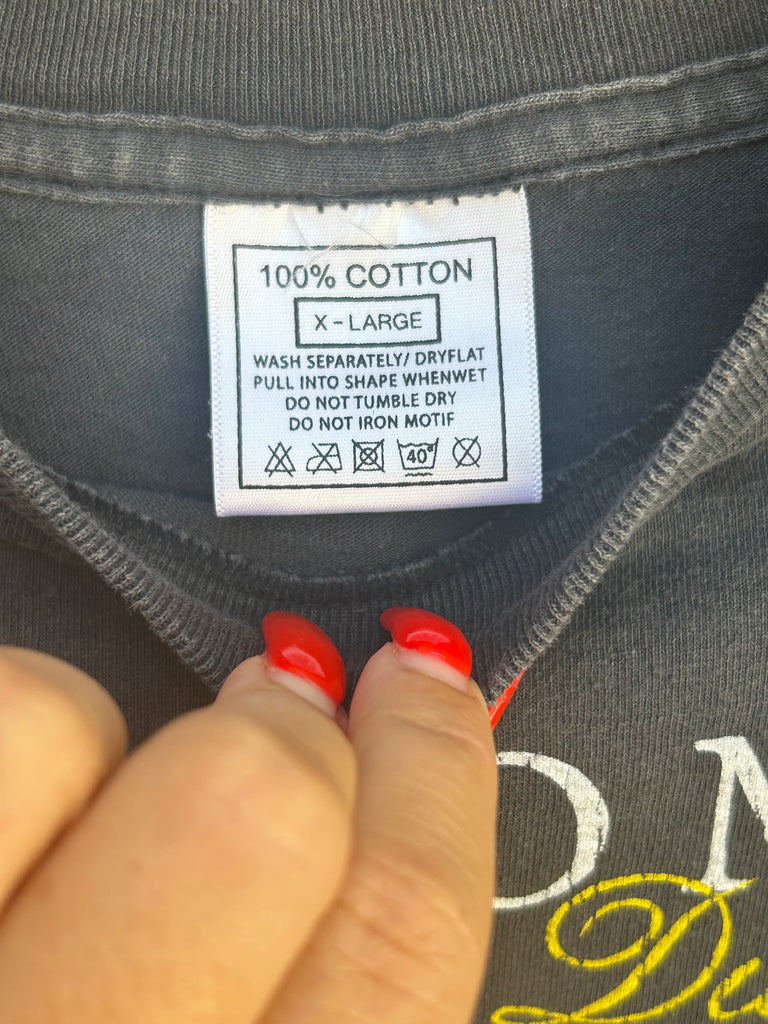 100% COTTON
X - LARGE
WASH SEPARATELY/ DRYFLAT
PULL INTO SHAPE WHENWET
DO NOT TUMBLE DRY
DO NOT IRON MOTIF
40°
OM